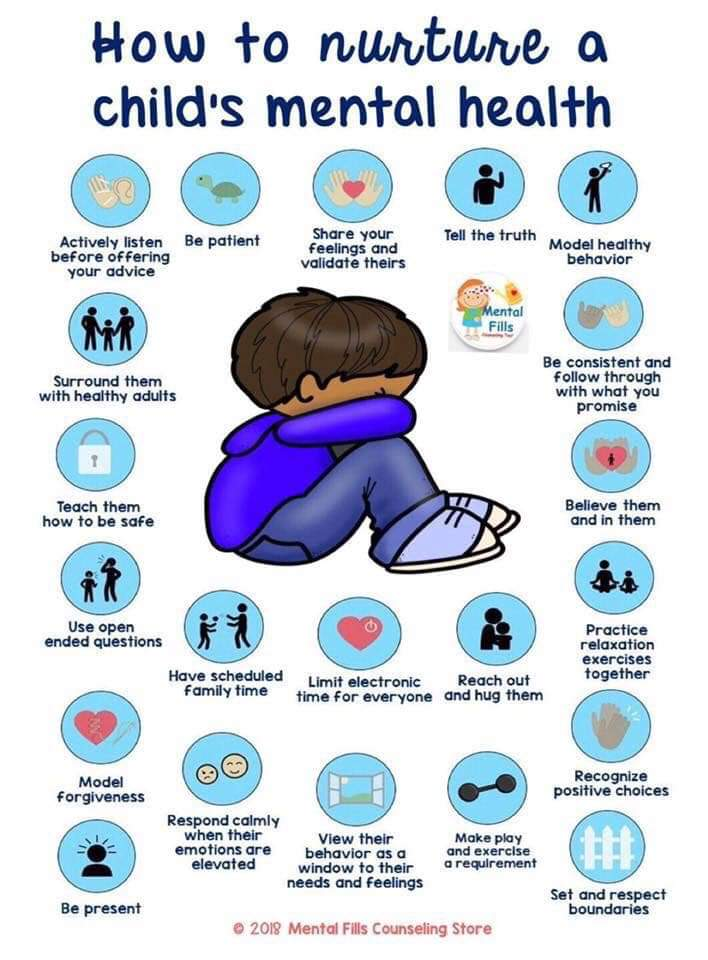 How to nurture a
child's mental health
Actively listen
before offering
your advice
Be patient
Share your
feelings and
validate theirs
Tell the truth
Model healthy
behavior
Mental
Fills
Surround them
with healthy adults
Be consistent and
follow through
with what you
promise
Teach them
how to be safe
Believe them
and in them
Use open
ended questions
Have scheduled
family time
Limit electronic
time for everyone
Reach out
and hug them
Practice
relaxation
exercises
together
Model
forgiveness
Respond calmly
when their
emotions are
elevated
View their
behavior as a
window to their
needs and feelings
Make play
and exercise
a requirement
Recognize
positive choices
Be present
Set and respect
boundaries
© 2018 Mental Fills Counseling Store